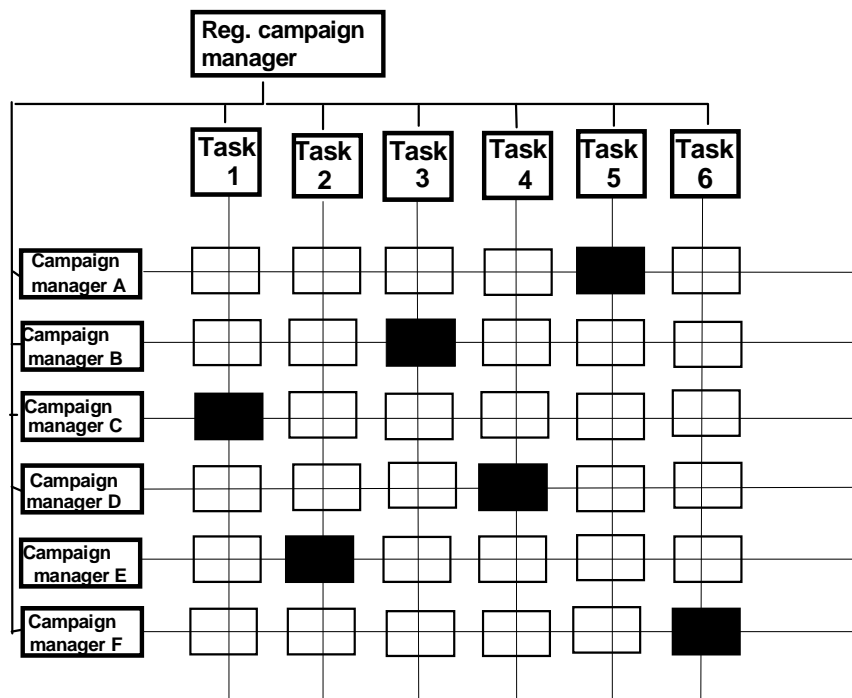 Reg. campaign
manager
Task
1
Task
2
Task
3
Task
4
Task
5
Task
6
Campaign
manager A
Campaign
manager B
Campaign
manager C
Campaign
manager D
Campaign
manager E
Campaign
manager F